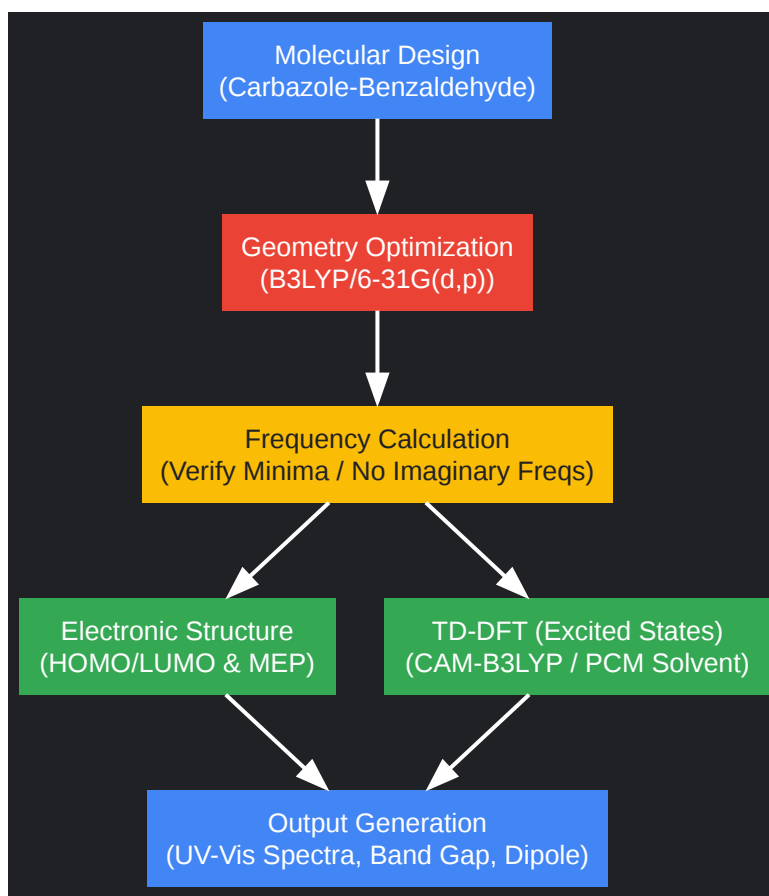 Molecular Design
(Carbazole-Benzaldehyde)
Geometry Optimization
(B3LYP/6-31G(d,p))
Frequency Calculation
(Verify Minima / No Imaginary Freqs)
Electronic Structure
(HOMO/LUMO & MEP)
TD-DFT (Excited States)
(CAM-B3LYP / PCM Solvent)
Output Generation
(UV-Vis Spectra, Band Gap, Dipole)